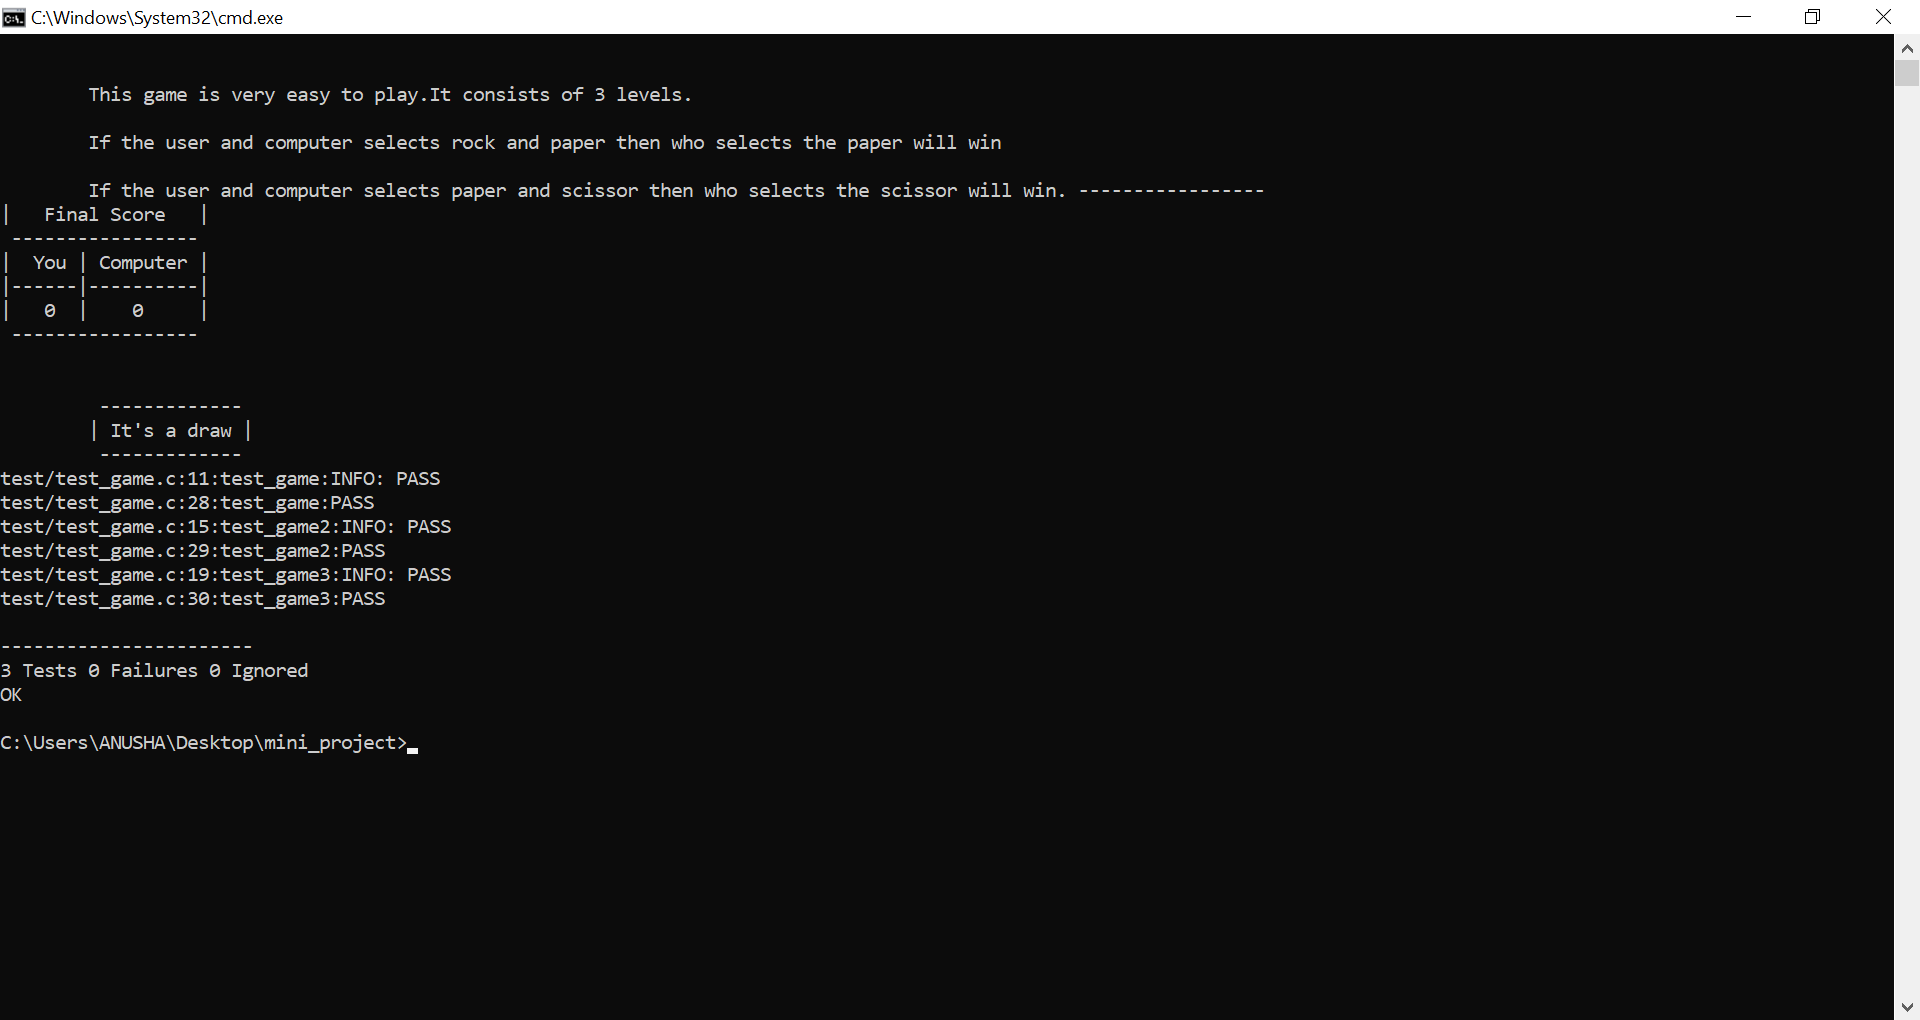 C:\Windows\System32\cmd.exe
This game is very easy to play.It consists of 3 levels.
If the user and computer selects rock and paper then who selects the paper will win
If the user and computer selects paper and scissor then who selects the scissor will win. -----------------
|   Final Score   |
 -----------------
|  You | Computer |
|------|----------|
|   0  |    0     |
 -----------------
 -------------
| It's a draw |
 -------------
test/test_game.c:11:test_game:INFO: PASS
test/test_game.c:28:test_game:PASS
test/test_game.c:15:test_game2:INFO: PASS
test/test_game.c:29:test_game2:PASS
test/test_game.c:19:test_game3:INFO: PASS
test/test_game.c:30:test_game3:PASS
-----------------------
3 Tests 0 Failures 0 Ignored
OK
C:\Users\ANUSHA\Desktop\mini_project>